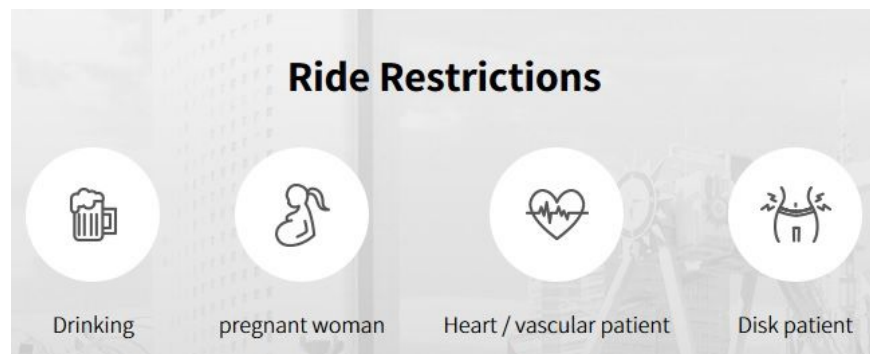 Ride Restrictions
Drinking
pregnant woman
Heart / vascular patient
Disk patient